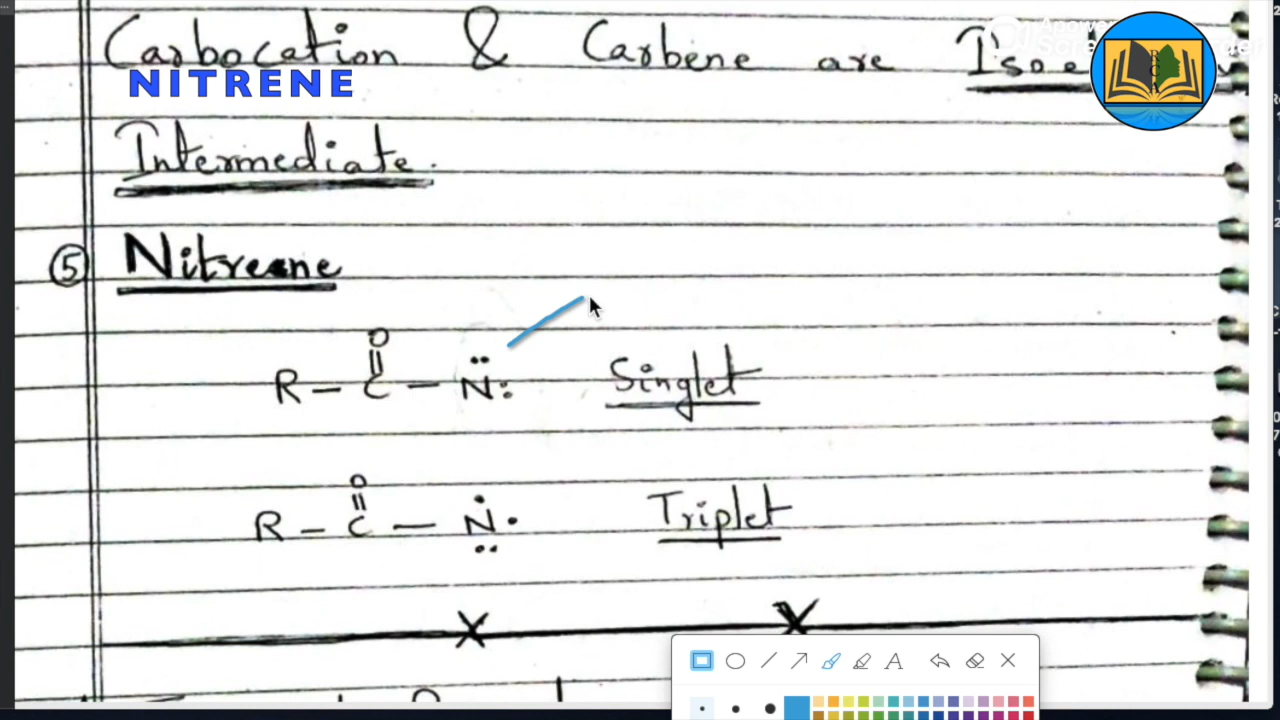 Carbocation & Carbene are
NITRENE
Intermediate.
⑤ Nitrene
O
R - C - N: Singlet
O
R - C - N. Triplet